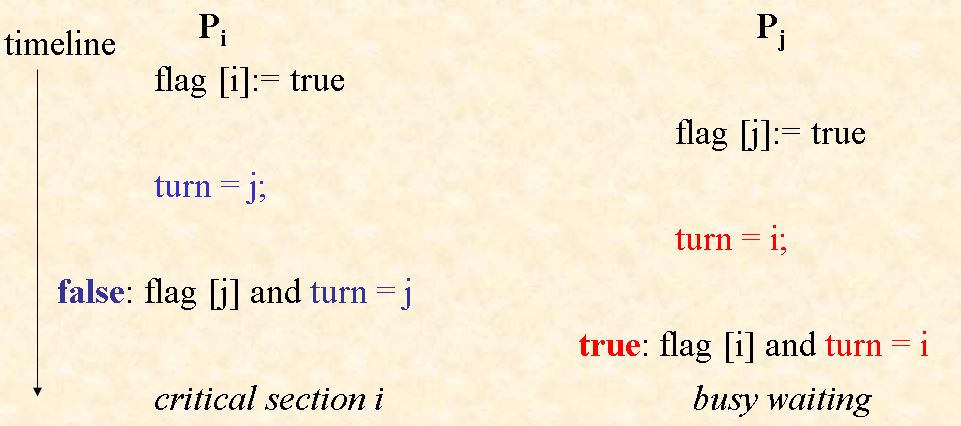 P_i P_j
timeline
flag [i]:= true
flag [j]:= true
turn = j;
turn = i;
false: flag [j] and turn = j
true: flag [i] and turn = i
critical section i busy waiting